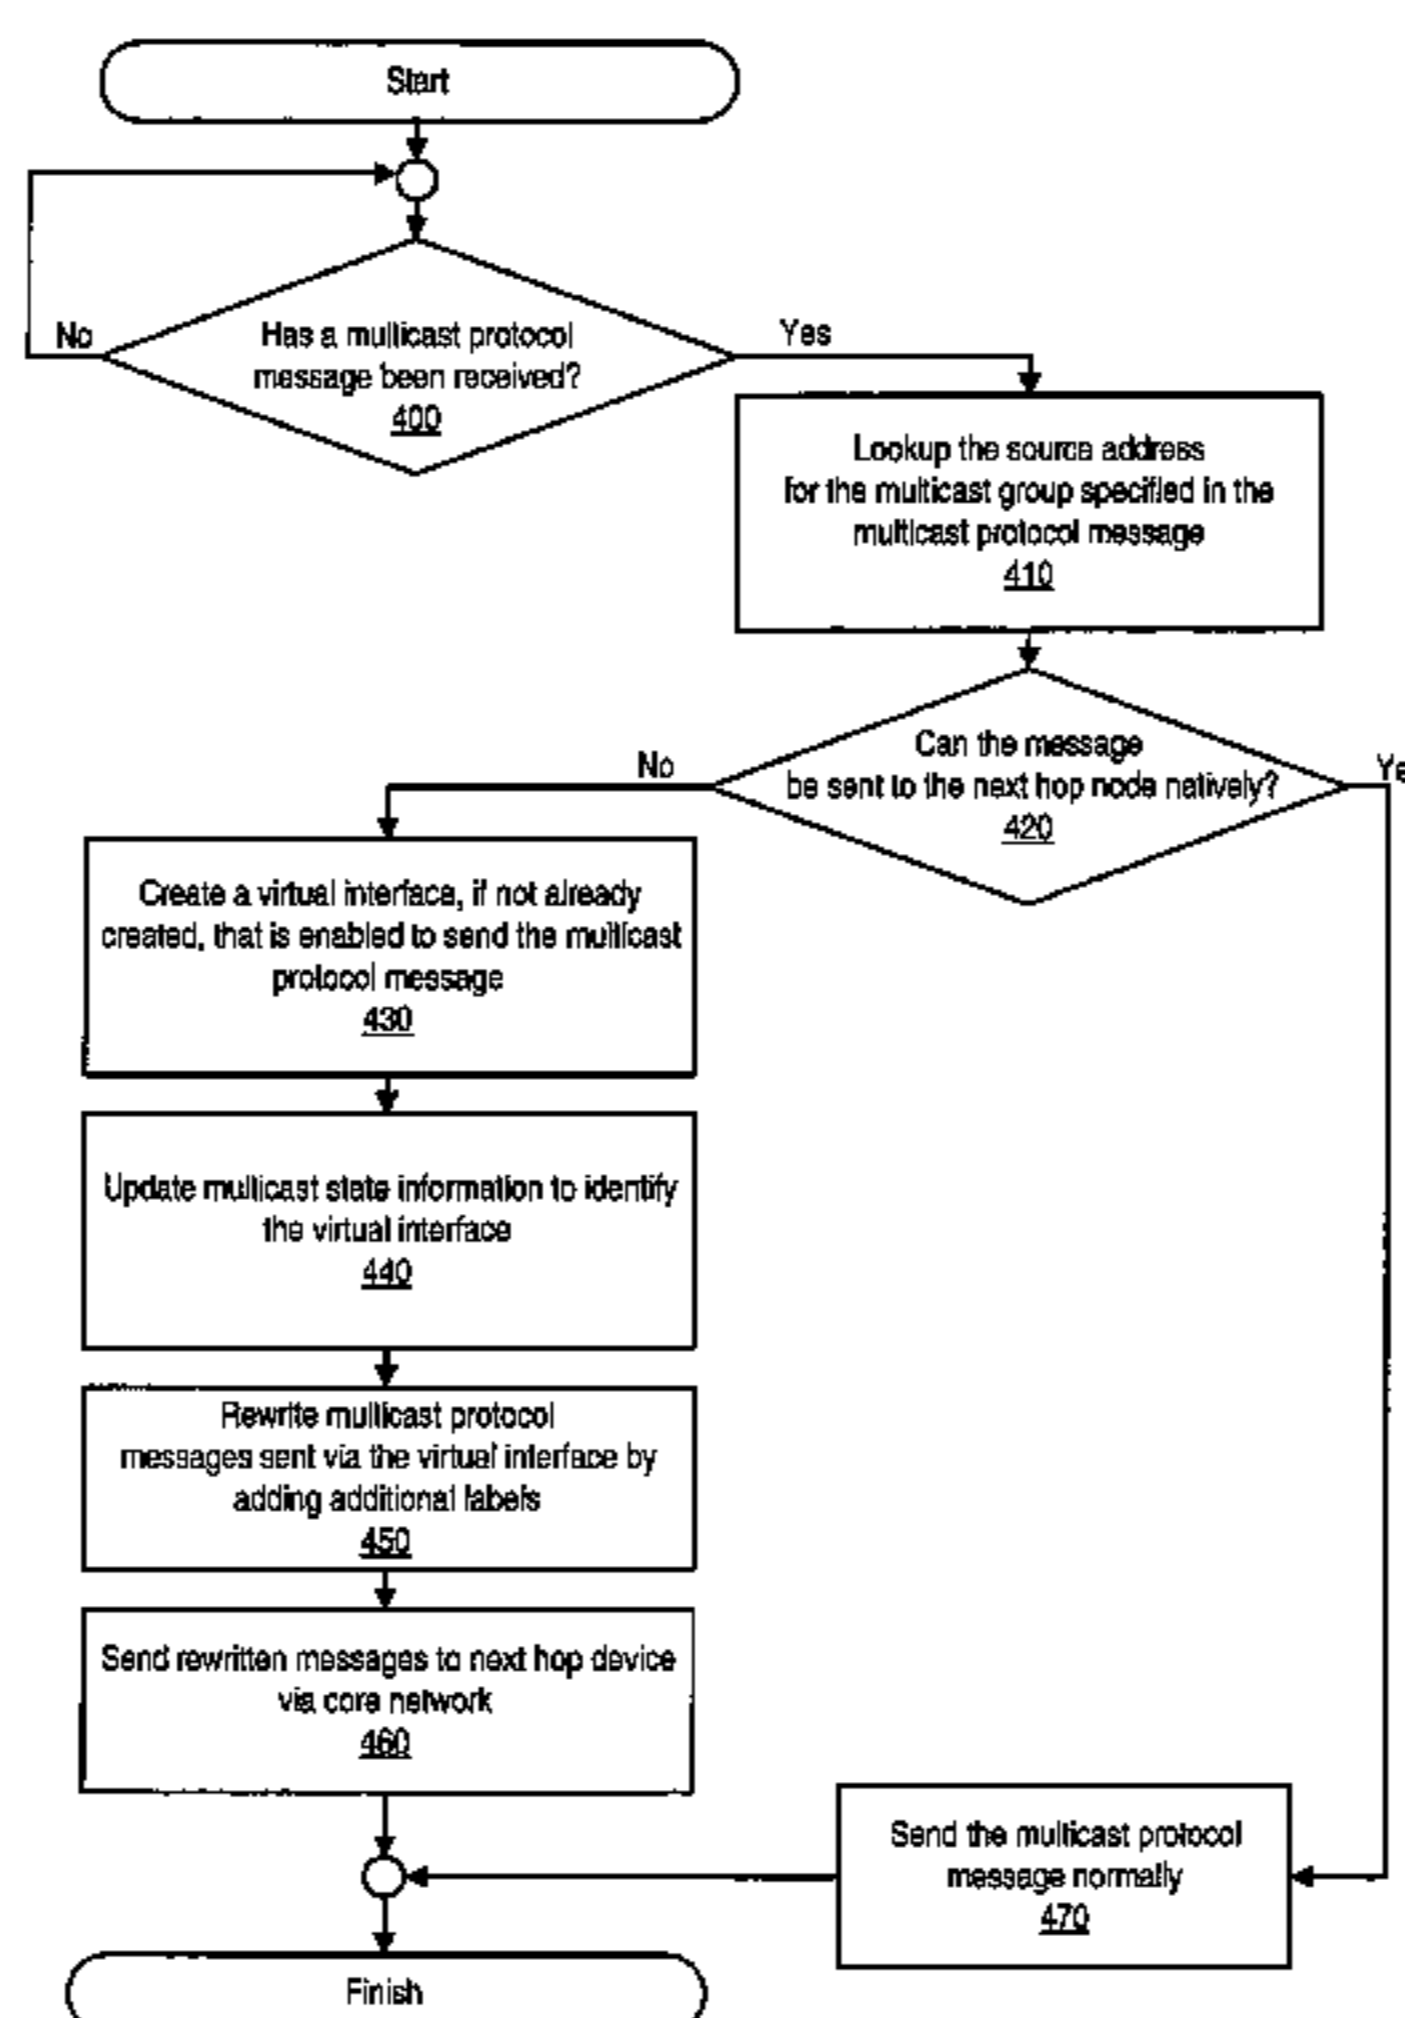 Start
No
Has a multicast protocol
message been received?
400
Yes
Lookup the source address
for the multicast group specified in the
multicast protocol message
410
No
Can the message
be sent to the next hop node natively?
420
Ye
Create a virtual interface, if not already
created, that is enabled to send the multicast
protocol message
430
Update multicast state information to identify
the virtual interface
440
Rewrite multicast protocol
messages sent via the virtual interface by
adding additional labels
450
Send rewritten messages to next hop device
via core network
460
Send the multicast protocol
message normally
470
Finish